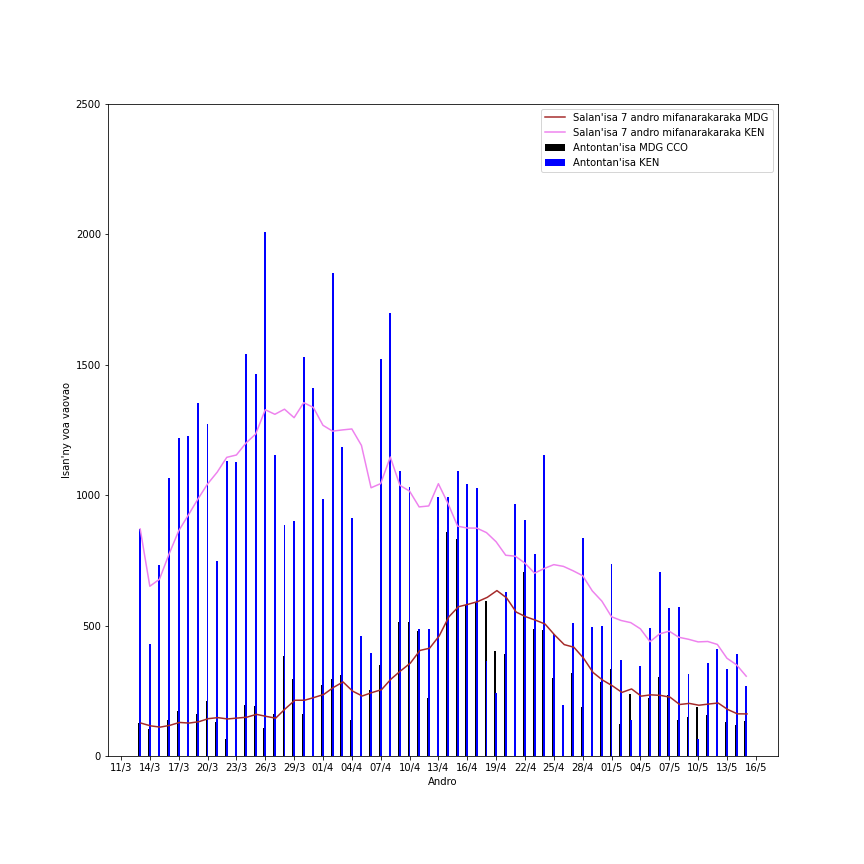 2500
2000
1500
1000
500
0
Isan'ny voa vaovao
Salan'isa 7 andro mifanarakaraka MDG
Salan'isa 7 andro mifanarakaraka KEN
Antontan'isa MDG CCO
Antontan'isa KEN
11/3 14/3 17/3 20/3 23/3 26/3 29/3 01/4 04/4 07/4 10/4 13/4 16/4 19/4 22/4 25/4 28/4 01/5 04/5 07/5 10/5 13/5 16/5
Andro